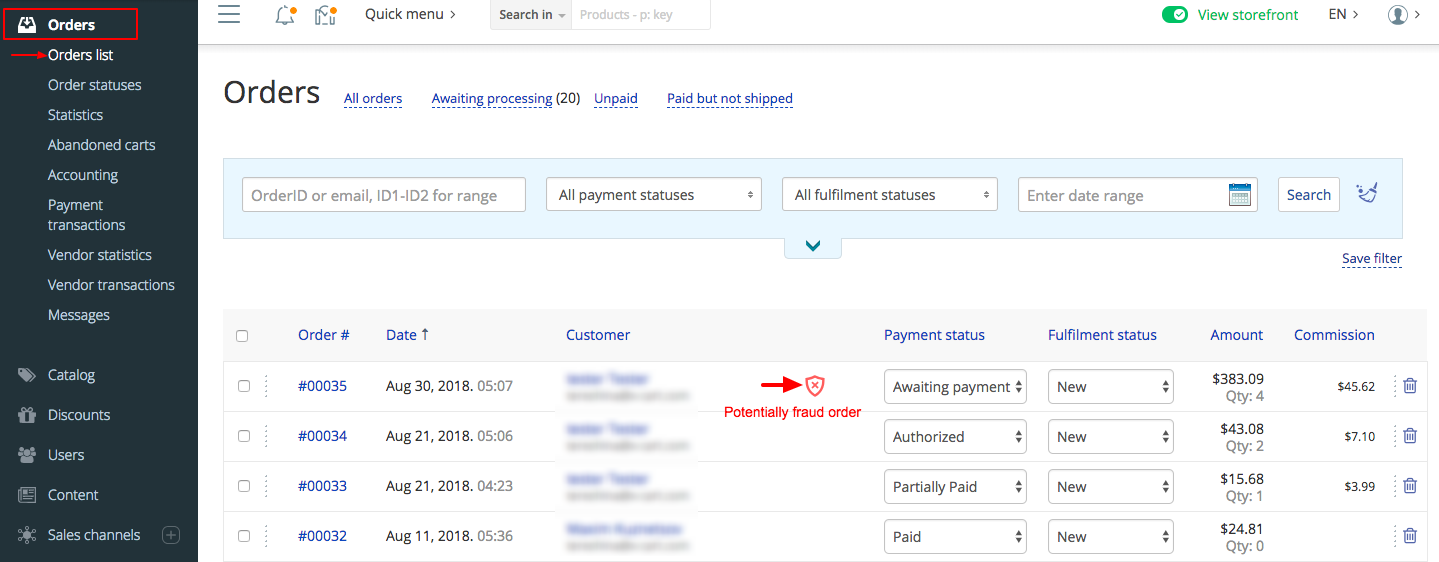 Orders
Orders list
Order statuses
Statistics
Abandoned carts
Accounting
Payment
transactions
Vendor statistics
Vendor transactions
Messages
Catalog
Discounts
Users
Content
Sales channels
Quick menu
Search in
Products - p: key
View storefront
EN
Orders
All orders
Awaiting processing (20)
Unpaid
Paid but not shipped
OrderID or email, ID1-ID2 for range
All payment statuses
All fulfilment statuses
Enter date range
Search
Save filter
Order # Date ↑ Customer Payment status Fulfilment status Amount Commission
#00035 Aug 30, 2018. 05:07 Awaiting payment New $383.09 $45.62
Qty: 4
Potentially fraud order
#00034 Aug 21, 2018. 05:06 Authorized New $43.08 $7.10
Qty: 2
#00033 Aug 21, 2018. 04:23 Partially Paid New $15.68 $3.99
Qty: 1
#00032 Aug 11, 2018. 05:36 Paid New $24.81
Qty: 0